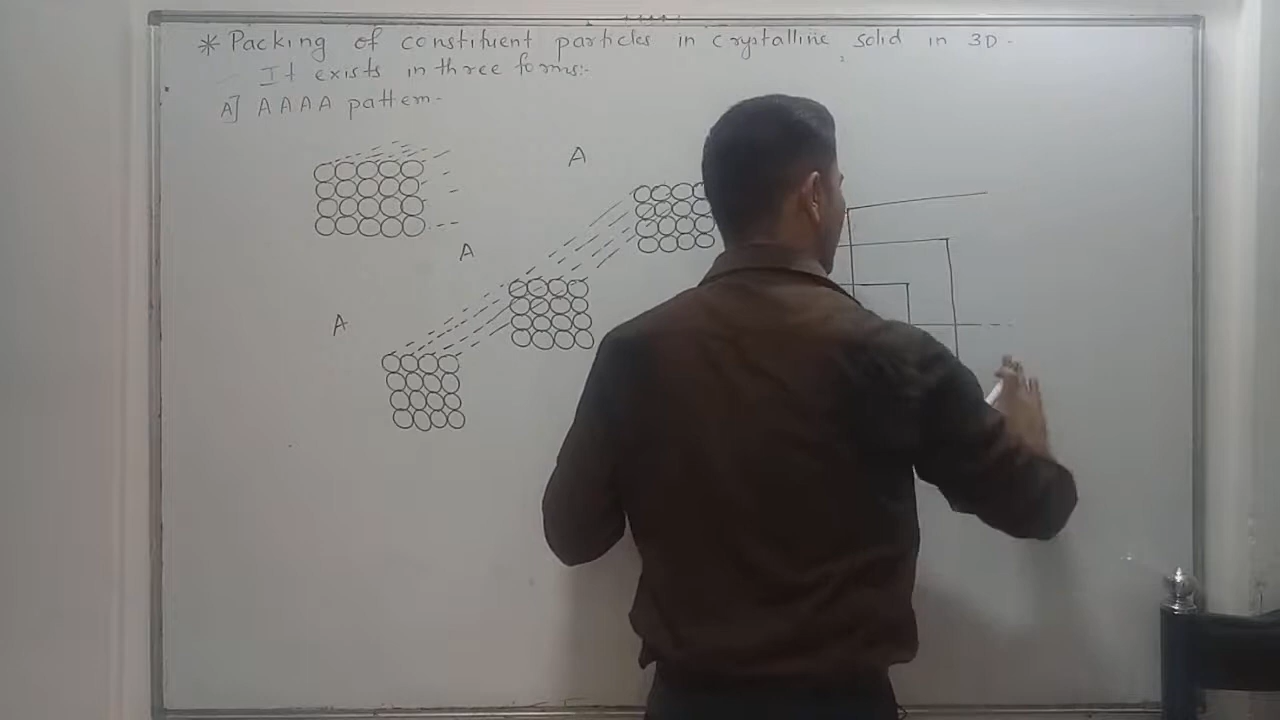 * Packing of constituent particles in crystalline solid in 3D.
It exists in three forms:-
A] AAAA pattern-
A
A
A